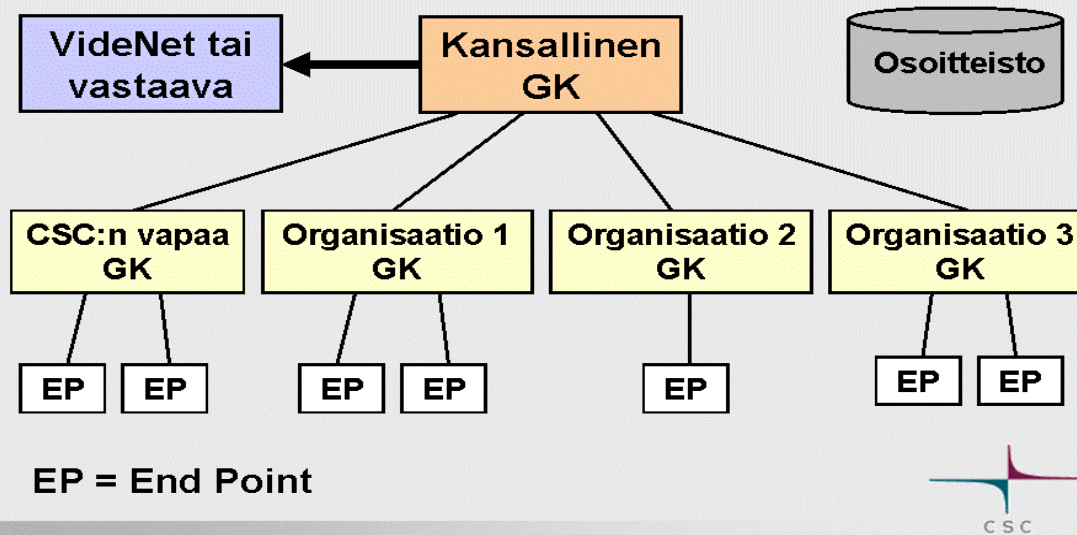 VideNet tai
vastaava
Kansallinen
GK
Osoitteisto
CSC:n vapaa
GK
Organisaatio 1
GK
Organisaatio 2
GK
Organisaatio 3
GK
EP
EP
EP
EP
EP
EP
EP
EP = End Point
CSC